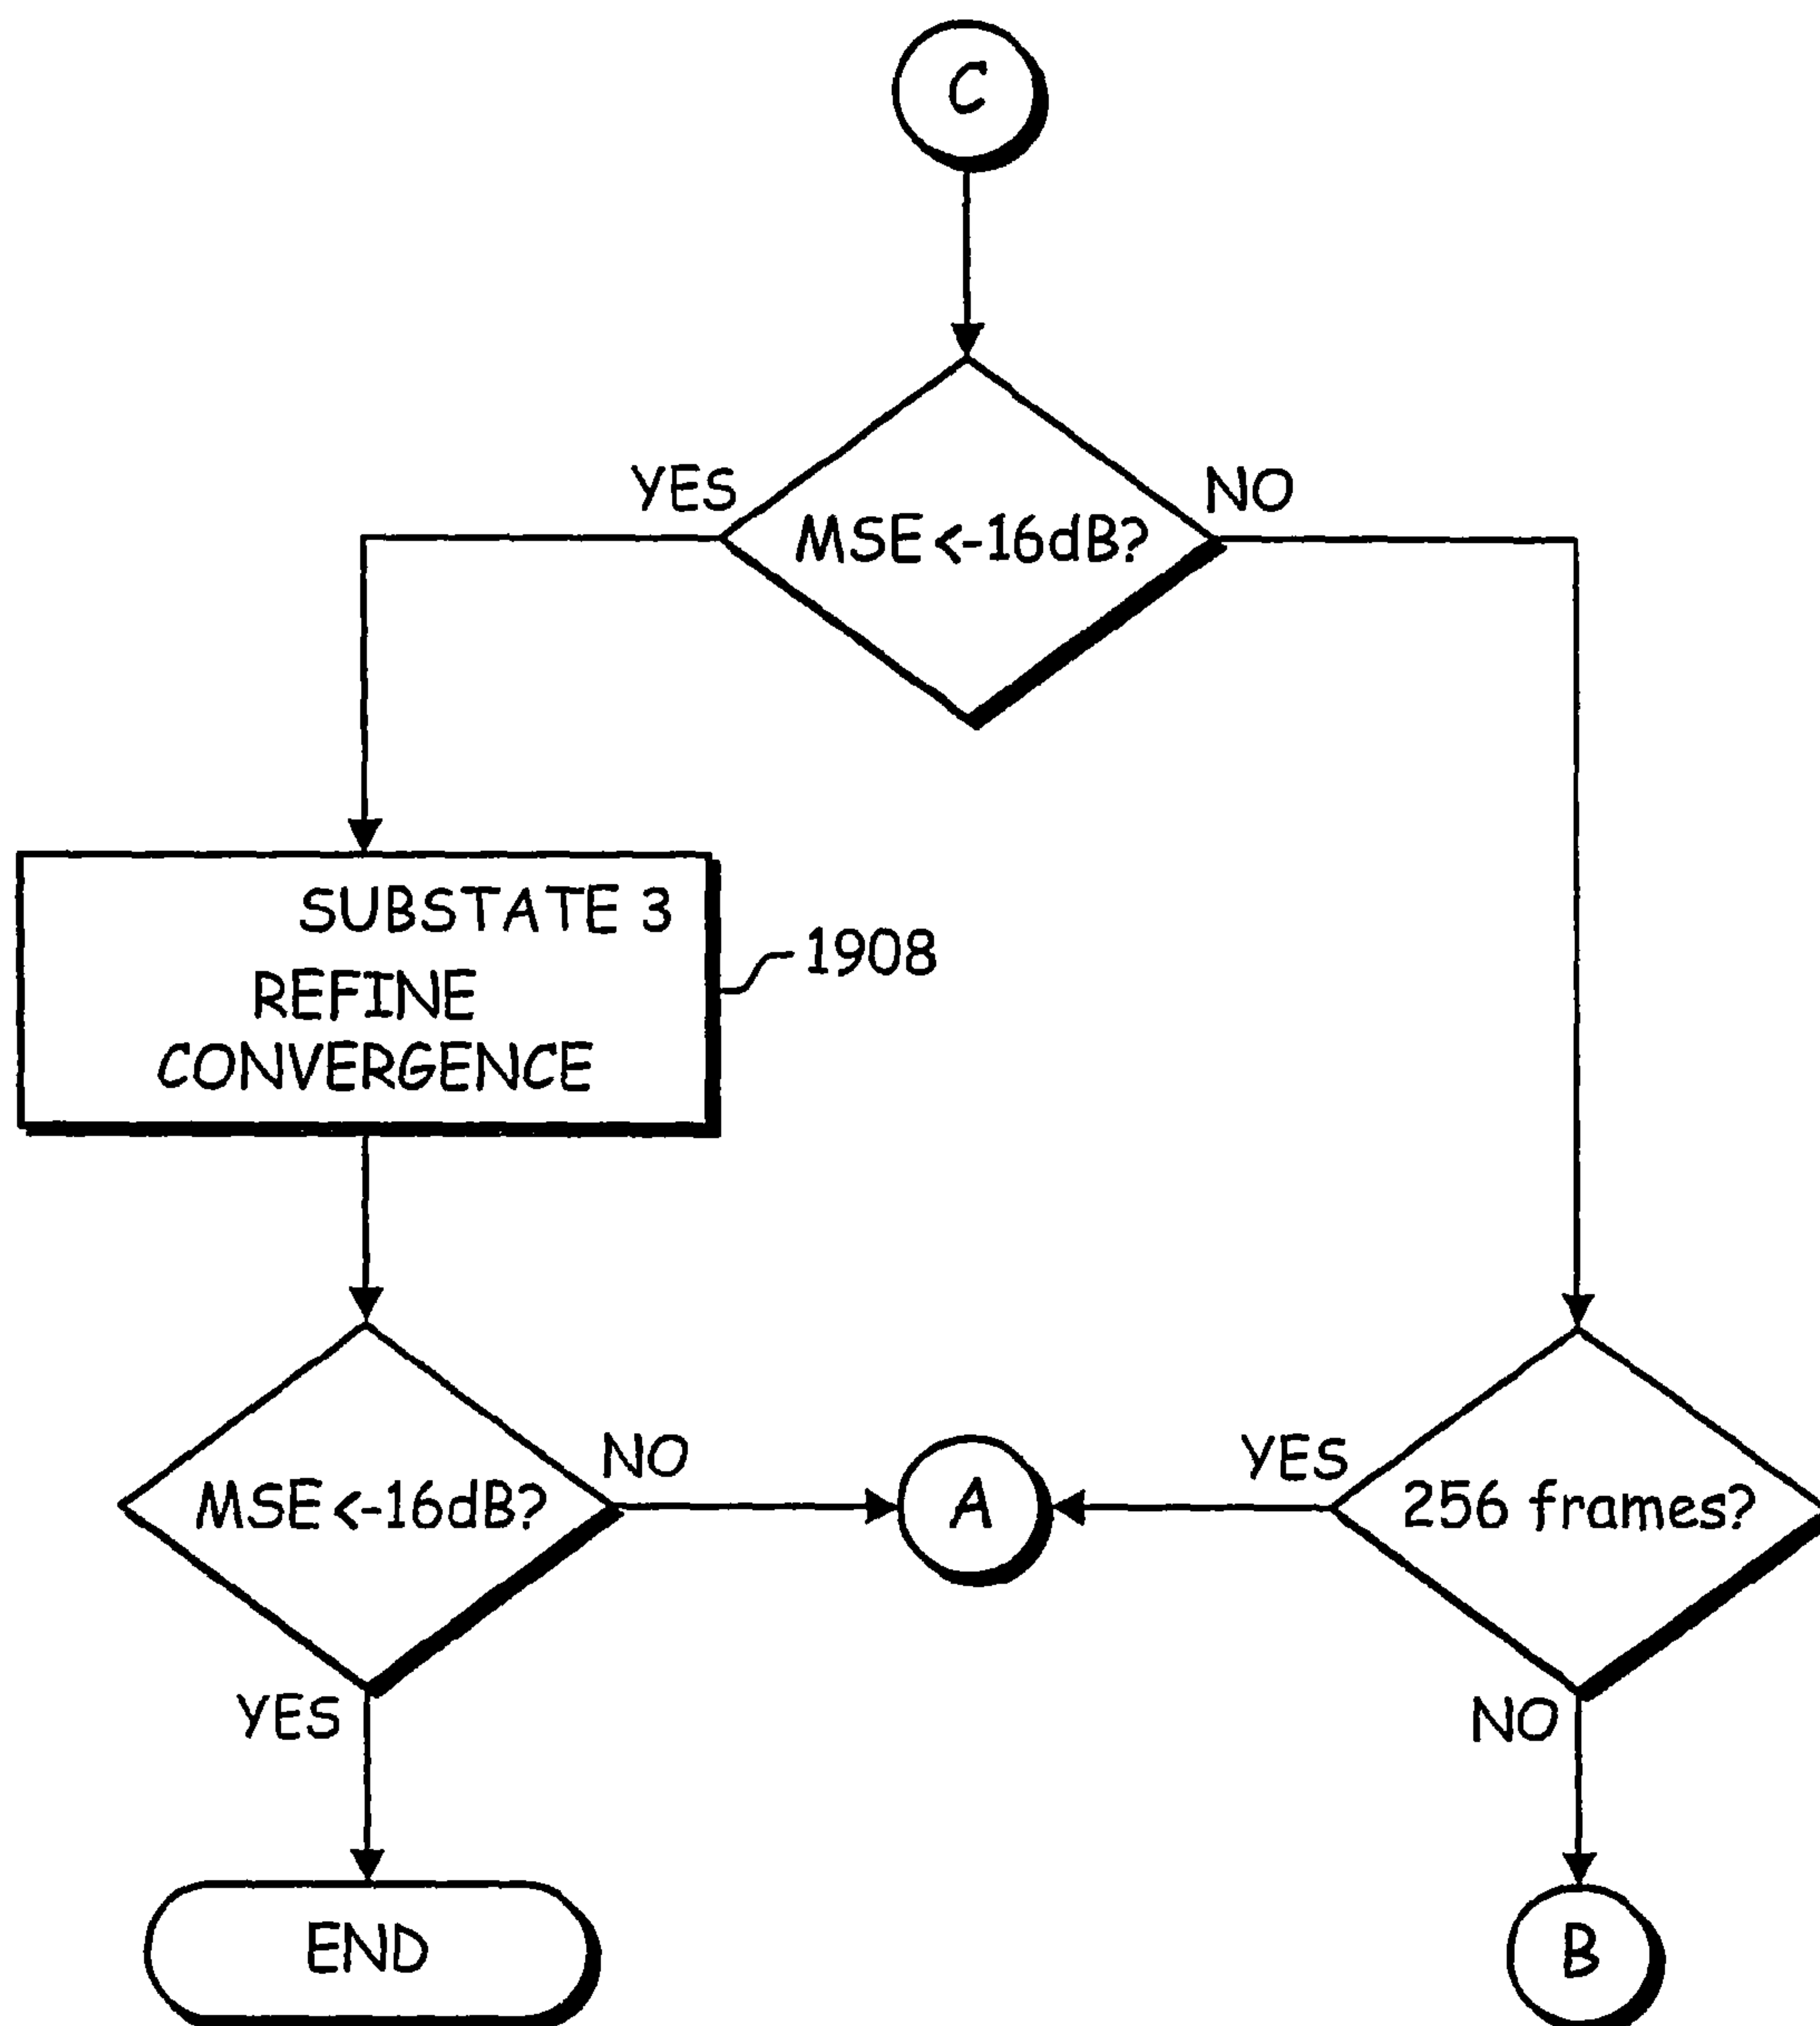 C
YES
NO
MSE<-16dB?
SUBSTATE 3
REFINE
CONVERGENCE
1908
NO
YES
MSE<-16dB?
A
256 frames?
YES
NO
END
B